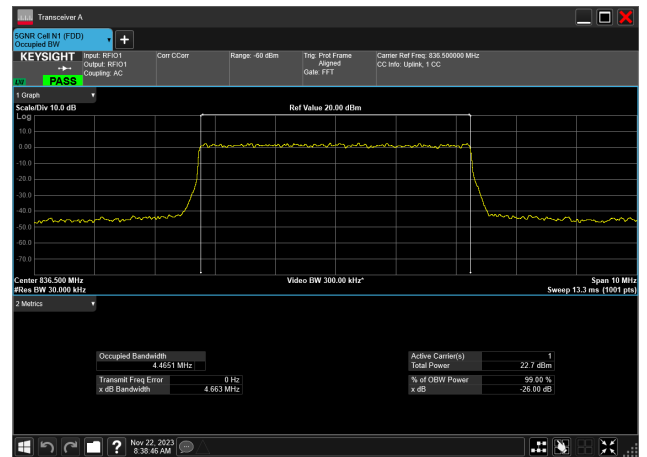 Transceiver A
5GNR Cell N1 (FDD)
Occupied BW
KEYSIGHT
LXI
PASS
Input: RFIO1
Output: RFIO1
Coupling: AC
Corr CCorr
Range: -60 dBm
Trig: Prot Frame
Aligned
Gate: FFT
Carrier Ref Freq: 836.500000 MHz
CC Info: Uplink, 1 CC
1 Graph
Scale/Div 10.0 dB
Ref Value 20.00 dBm
Log
10.0
0.00
-10.0
-20.0
-30.0
-40.0
-50.0
-60.0
-70.0
Center 836.500 MHz
Video BW 300.00 kHz*
Span 10 MHz
#Res BW 30.000 kHz
Sweep 13.3 ms (1001 pts)
2 Metrics
Occupied Bandwidth
4.4651 MHz
Active Carrier(s) 1
Total Power 22.7 dBm
Transmit Freq Error 0 Hz
x dB Bandwidth 4.663 MHz
% of OBW Power 99.00 %
x dB -26.00 dB
Nov 22, 2023
8:38:46 AM